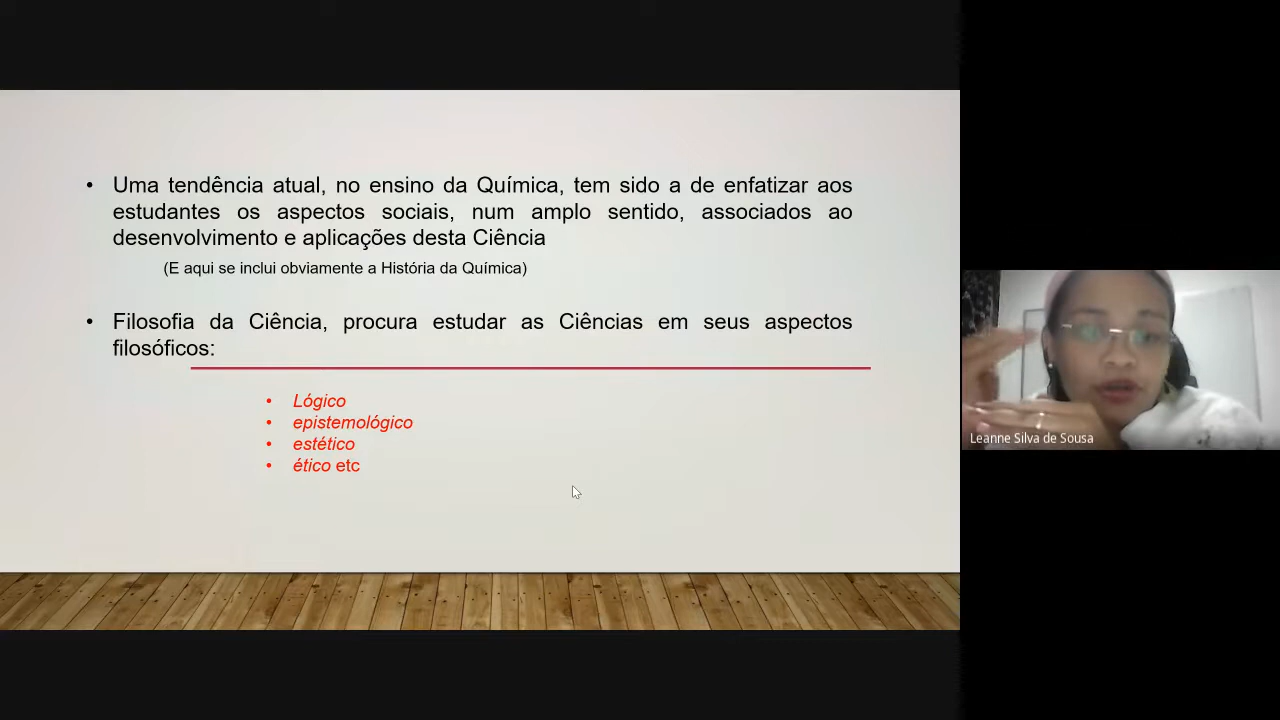 • Uma tendência atual, no ensino da Química, tem sido a de enfatizar aos
estudantes os aspectos sociais, num amplo sentido, associados ao
desenvolvimento e aplicações desta Ciência
(E aqui se inclui obviamente a História da Química)
• Filosofia da Ciência, procura estudar as Ciências em seus aspectos
filosóficos:
• Lógico
• epistemológico
• estético
• ético etc
Leanne Silva de Sousa